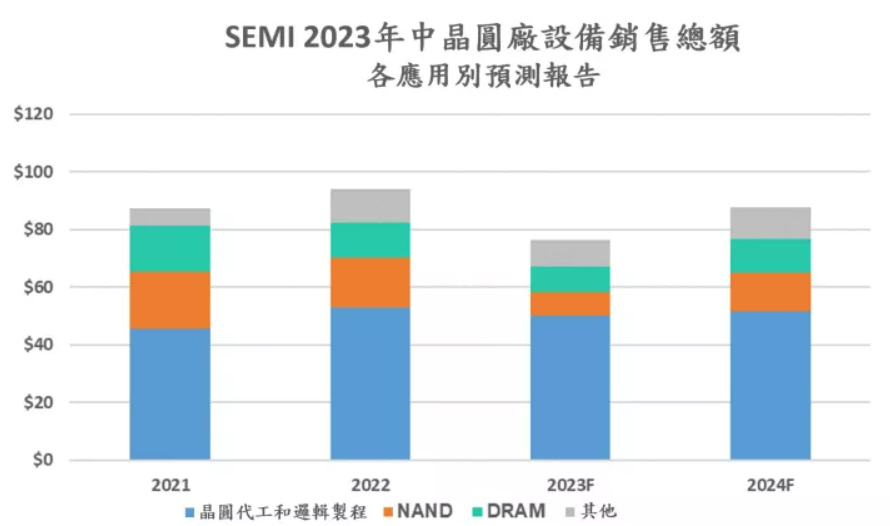 SEMI 2023年中晶圓廠設備銷售總額
各應用別預測報告
$120
$100
$80
$60
$40
$20
$0
2021 2022 2023F 2024F
晶圓代工和邏輯製程 NAND DRAM 其他